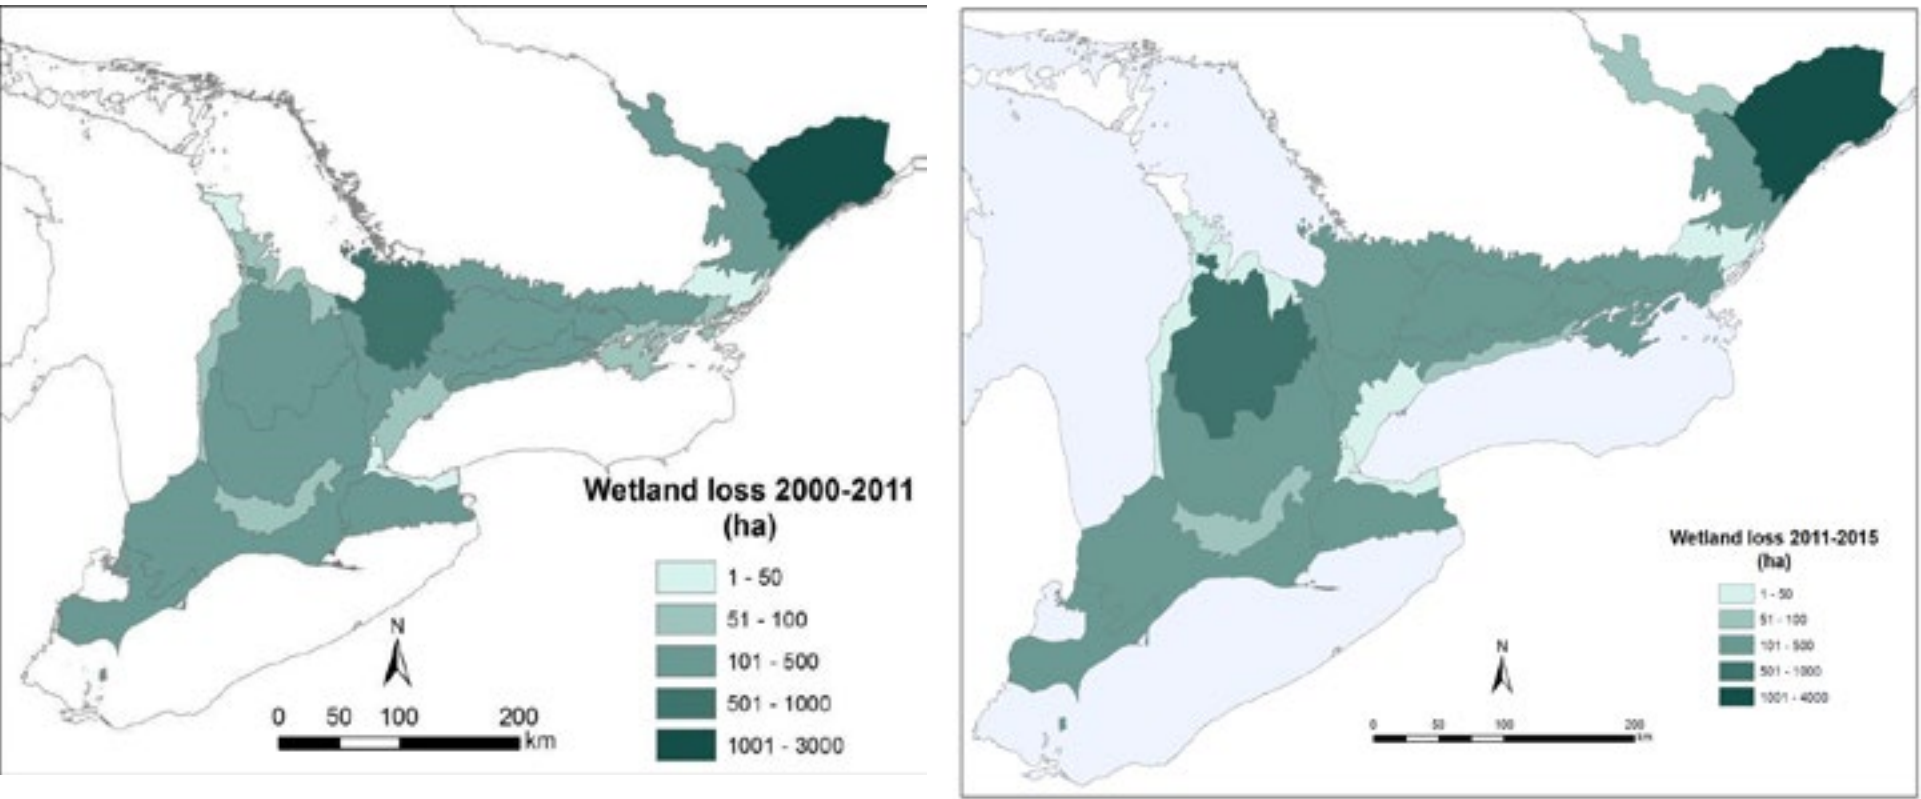 Wetland loss 2000-2011
(ha)
1 - 50
51 - 100
101 - 500
501 - 1000
1001 - 3000
N
0 50 100 200
km
Wetland loss 2011-2015
(ha)
1 - 50
51 - 100
101 - 500
501 - 1000
1001 - 4000
N
0 50 100 200
km